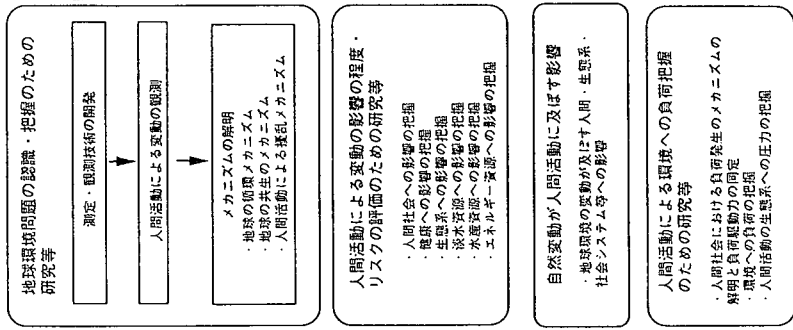 地球環境問題の認識・把握のための
研究等
測定・観測技術の開発
人間活動による変動の観測
メカニズムの解明
・地球の循環メカニズム
・地球の共生のメカニズム
・人間活動による擾乱メカニズム
人間活動による変動の影響の程度・
リスクの評価のための研究等
・人間社会への影響の把握
・健康への影響の把握
・生態系への影響の把握
・淡水資源への影響の把握
・水産資源への影響の把握
・エネルギー資源への影響の把握
自然変動が人間活動に及ぼす影響
・地球環境の変動が及ぼす人間・生態系・
社会システム等への影響
人間活動による環境への負荷把握
のための研究等
・人間社会における負荷発生のメカニズムの
解明と負荷駆動力の同定
・環境への負荷の把握
・人間活動の生態系への圧力の把握